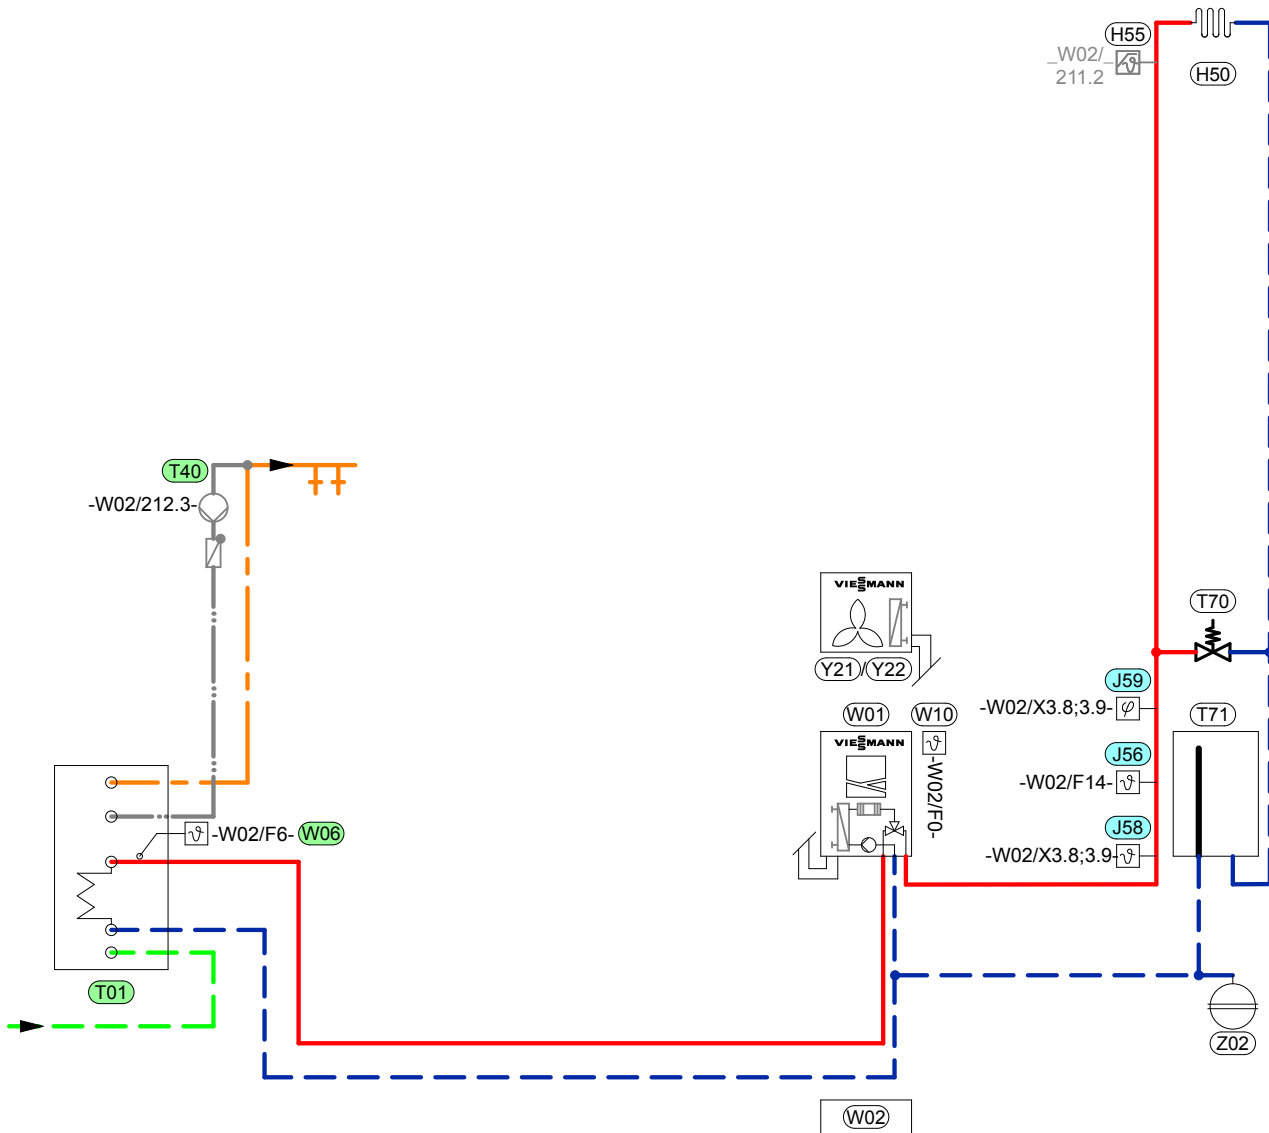 H55
_W02/_
211.2
H50
T40
-W02/212.3-
VIESSMANN
Y21/Y22
T70
J59
-W02/X3.8;3.9-
W01
W10
T71
VIESSMANN
-W02/F0-
J56
-W02/F14-
-W02/F6-
W06
J58
-W02/X3.8;3.9-
T01
Z02
W02